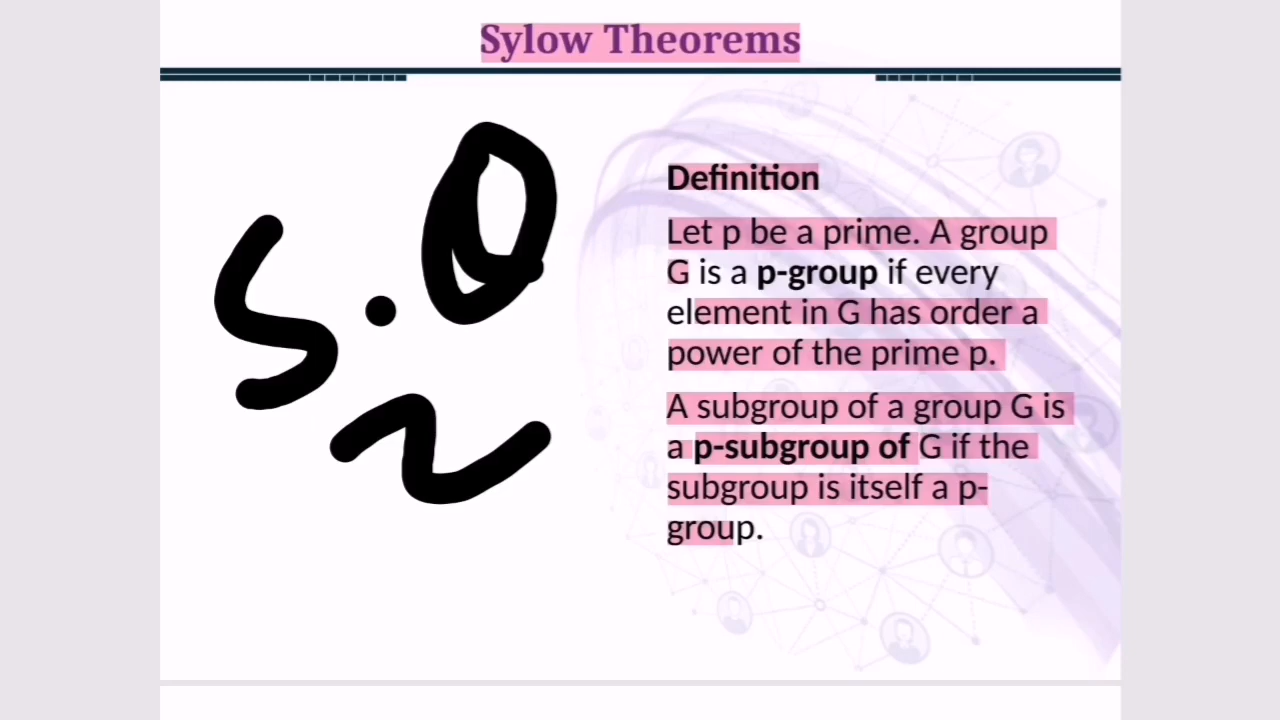 Sylow Theorems
Definition
Let p be a prime. A group
G is a p-group if every
element in G has order a
power of the prime p.
A subgroup of a group G is
a p-subgroup of G if the
subgroup is itself a p-
group.